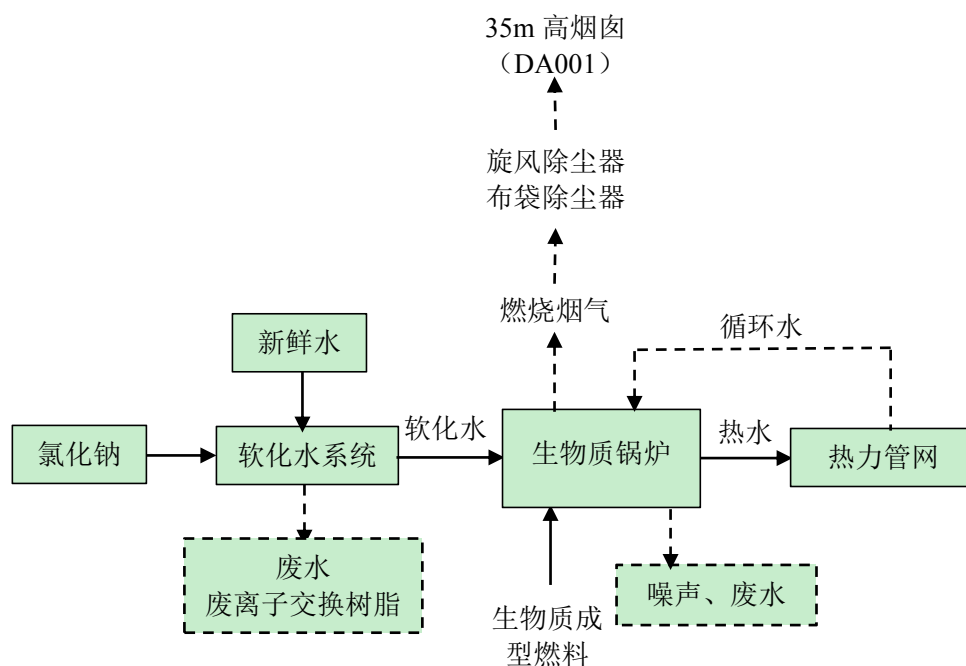 35m 高烟囱
（DA001）
旋风除尘器
布袋除尘器
燃烧烟气
循环水
新鲜水
软化水
热水
氯化钠
软化水系统
生物质锅炉
热力管网
废水
废离子交换树脂
噪声、废水
生物质成
型燃料